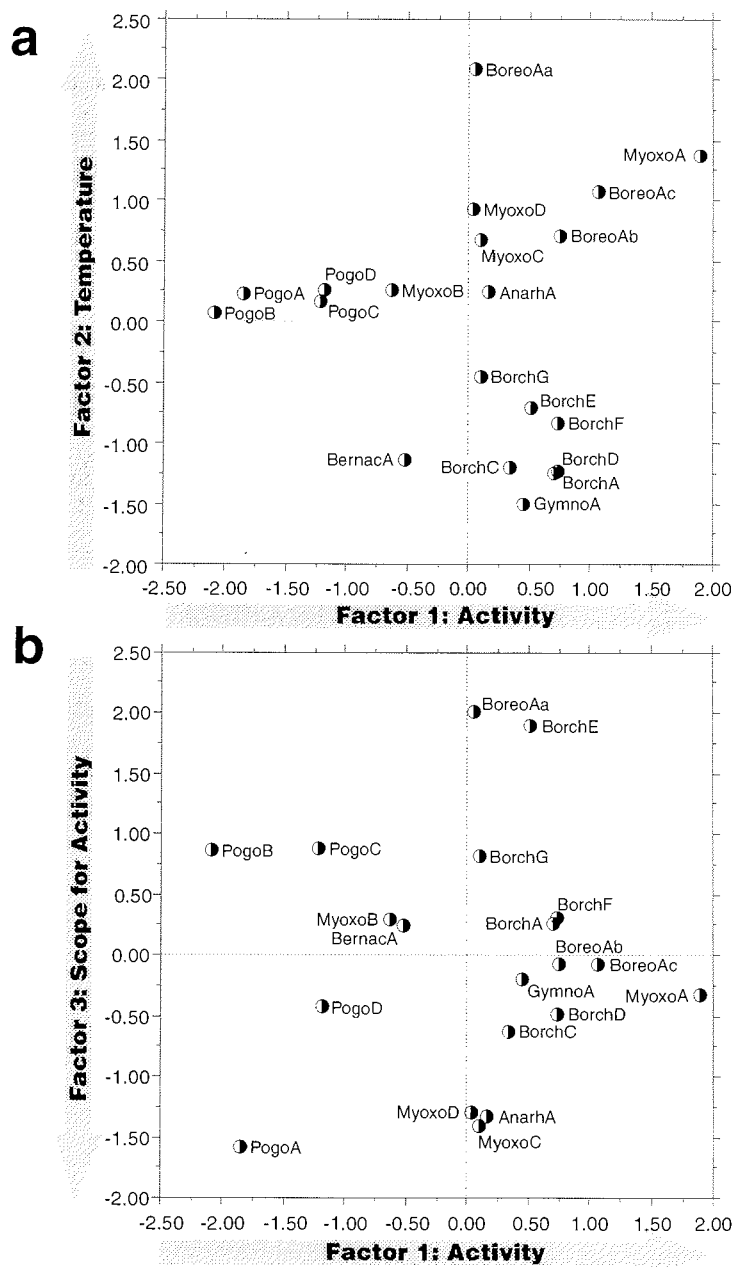 a
2.50
2.00
1.50
1.00
0.50
0.00
-0.50
-1.00
-1.50
-2.00
Factor 2: Temperature
BoreoAa
MyoxoA
BoreoAc
MyoxoD
BoreoAb
MyoxoC
PogoD
PogoA
MyoxoB
AnarhA
PogoB
PogoC
BorchG
BorchE
BorchF
BernacA
BorchC
BorchD
BorchA
GymnoA
-2.50 -2.00 -1.50 -1.00 -0.50 0.00 0.50 1.00 1.50 2.00
Factor 1: Activity
b
2.50
2.00
1.50
1.00
0.50
0.00
-0.50
-1.00
-1.50
-2.00
Factor 3: Scope for Activity
BoreoAa
BorchE
PogoB
PogoC
BorchG
BorchF
MyoxoB
BorchA
BernacA
BoreoAb
BoreoAc
GymnoA
MyoxoA
PogoD
BorchD
BorchC
MyoxoD
AnarhA
MyoxoC
PogoA
-2.50 -2.00 -1.50 -1.00 -0.50 0.00 0.50 1.00 1.50 2.00
Factor 1: Activity